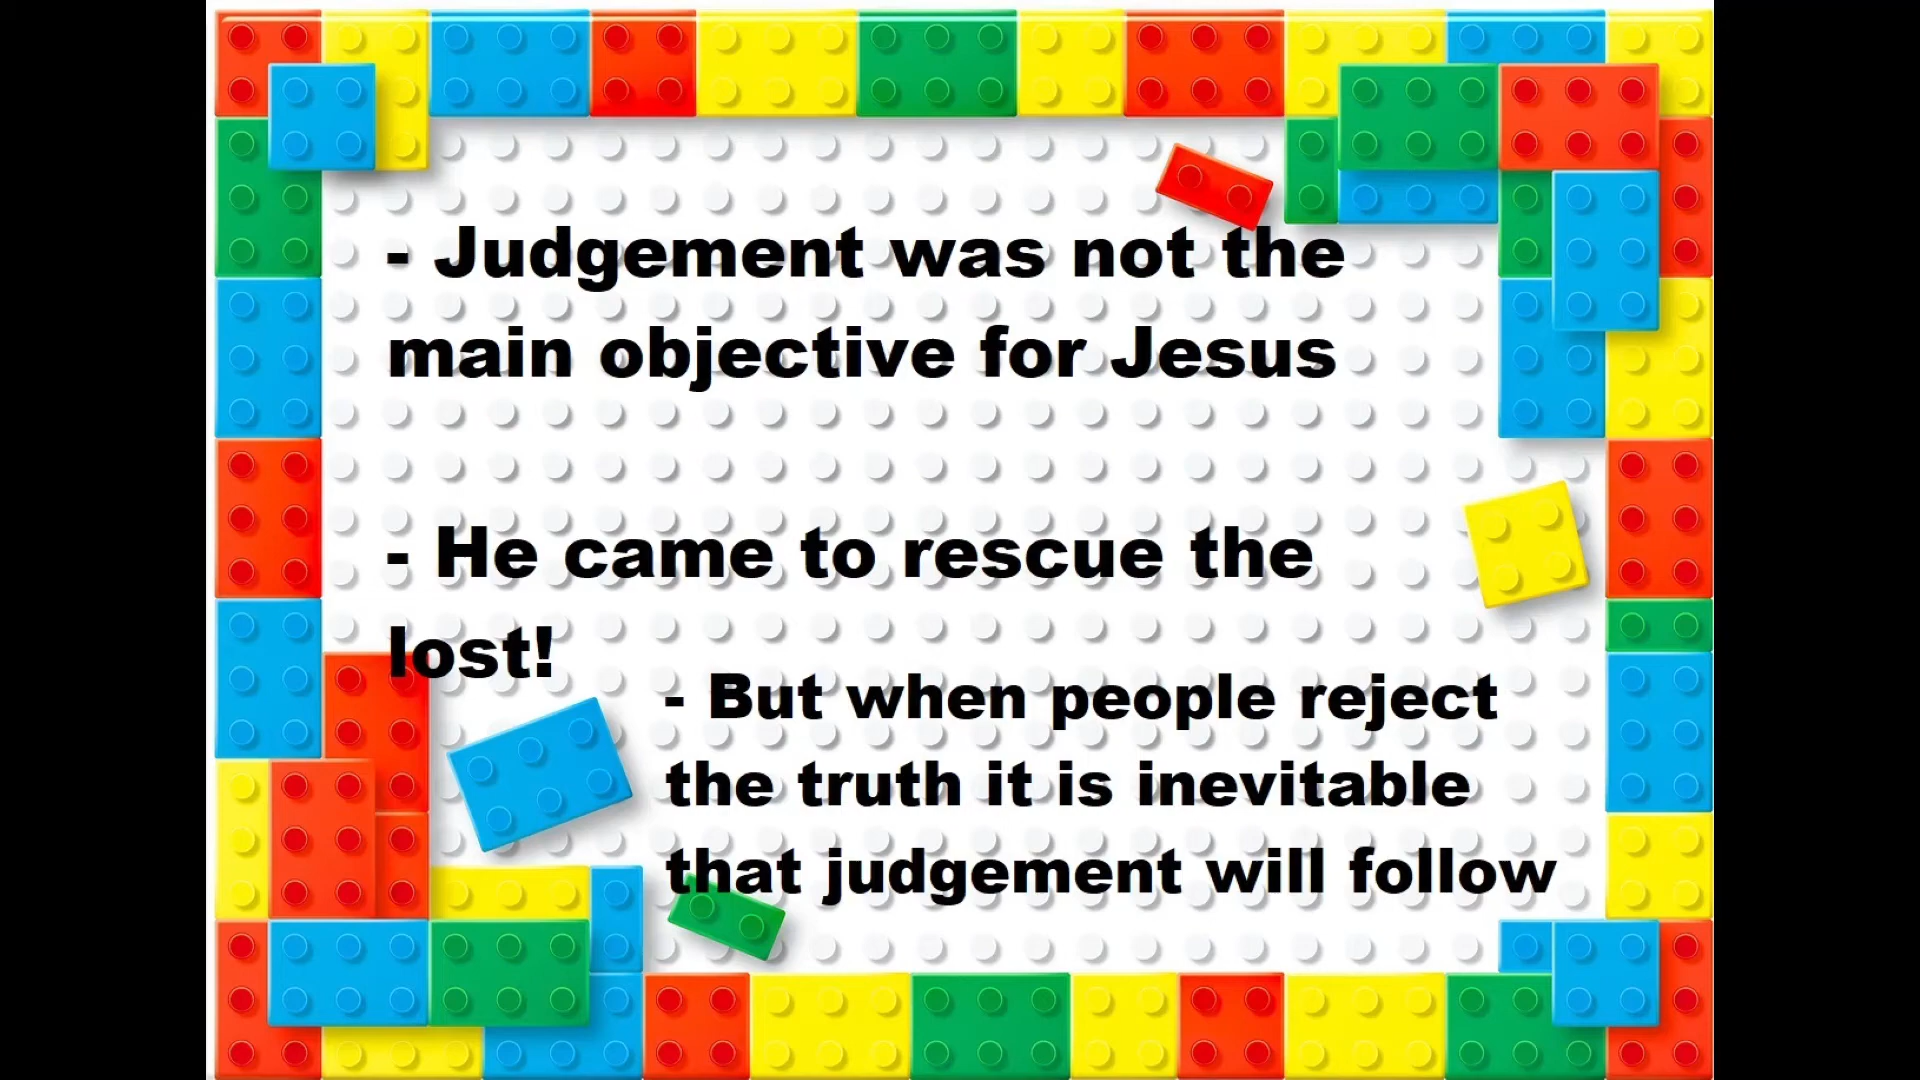 - Judgement was not the
main objective for Jesus
- He came to rescue the
lost!
- But when people reject
the truth it is inevitable
that judgement will follow